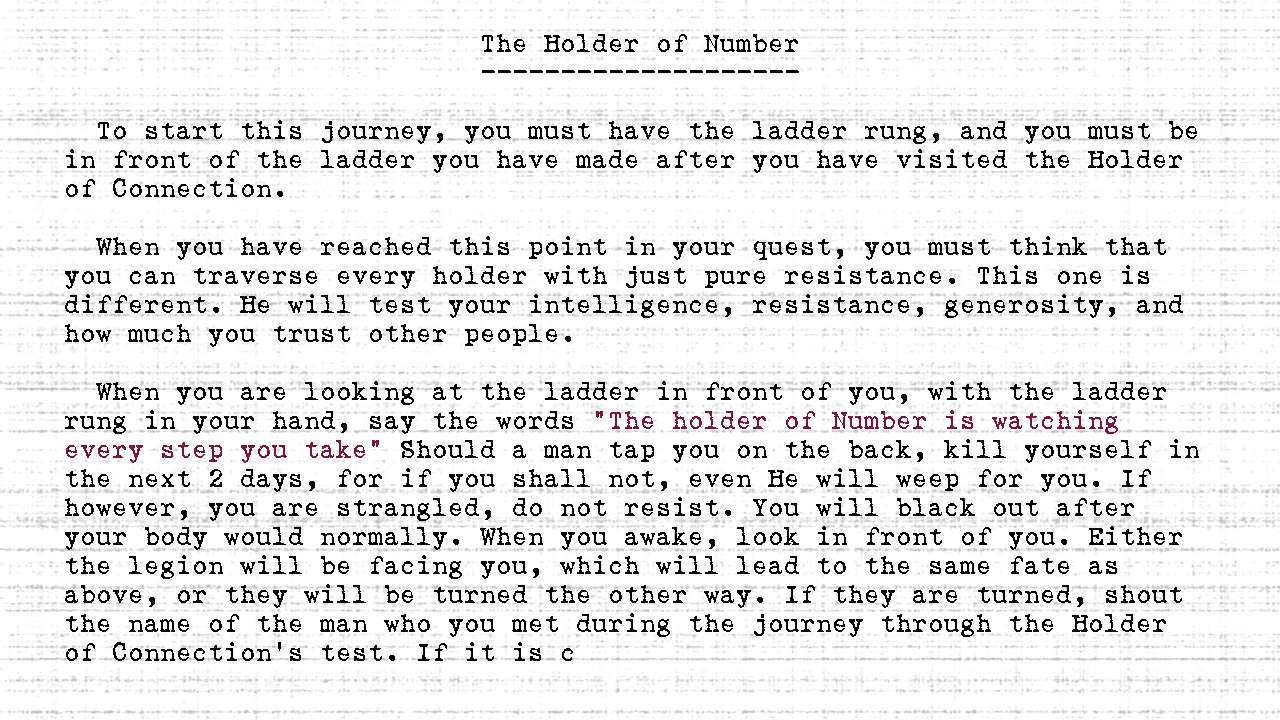 The Holder of Number
--------------------
To start this journey, you must have the ladder rung, and you must be
in front of the ladder you have made after you have visited the Holder
of Connection.
When you have reached this point in your quest, you must think that
you can traverse every holder with just pure resistance. This one is
different. He will test your intelligence, resistance, generosity, and
how much you trust other people.
When you are looking at the ladder in front of you, with the ladder
rung in your hand, say the words "The holder of Number is watching
every step you take" Should a man tap you on the back, kill yourself in
the next 2 days, for if you shall not, even He will weep for you. If
however, you are strangled, do not resist. You will black out after
your body would normally. When you awake, look in front of you. Either
the legion will be facing you, which will lead to the same fate as
above, or they will be turned the other way. If they are turned, shout
the name of the man who you met during the journey through the Holder
of Connection's test. If it is c